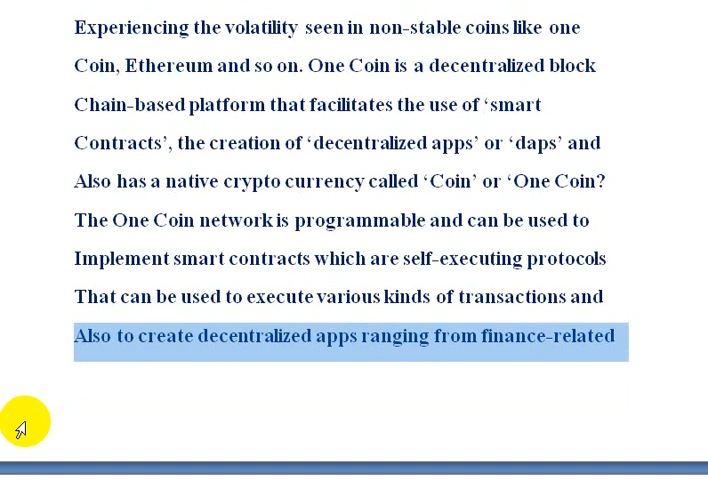 Experiencing the volatility seen in non-stable coins like one
Coin, Ethereum and so on. One Coin is a decentralized block
Chain-based platform that facilitates the use of ‘smart
Contracts’, the creation of ‘decentralized apps’ or ‘daps’ and
Also has a native crypto currency called ‘Coin’ or ‘One Coin?
The One Coin network is programmable and can be used to
Implement smart contracts which are self-executing protocols
That can be used to execute various kinds of transactions and
Also to create decentralized apps ranging from finance-related